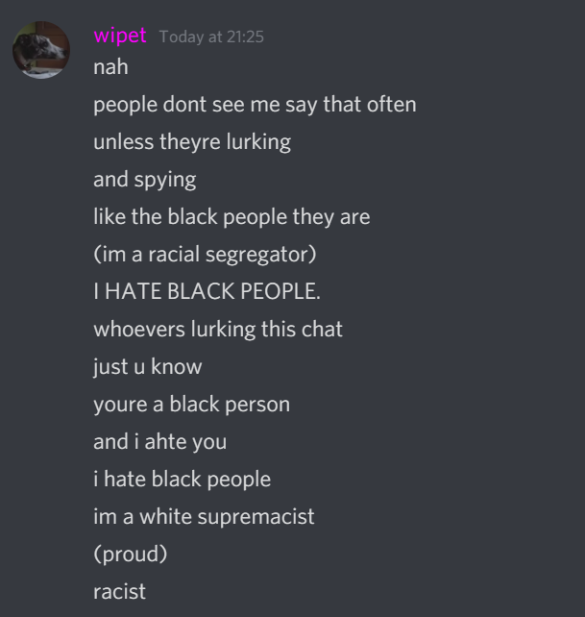 wipet Today at 21:25
nah
people dont see me say that often
unless theyre lurking
and spying
like the black people they are
(im a racial segregator)
I HATE BLACK PEOPLE.
whoevers lurking this chat
just u know
youre a black person
and i ahte you
i hate black people
im a white supremacist
(proud)
racist